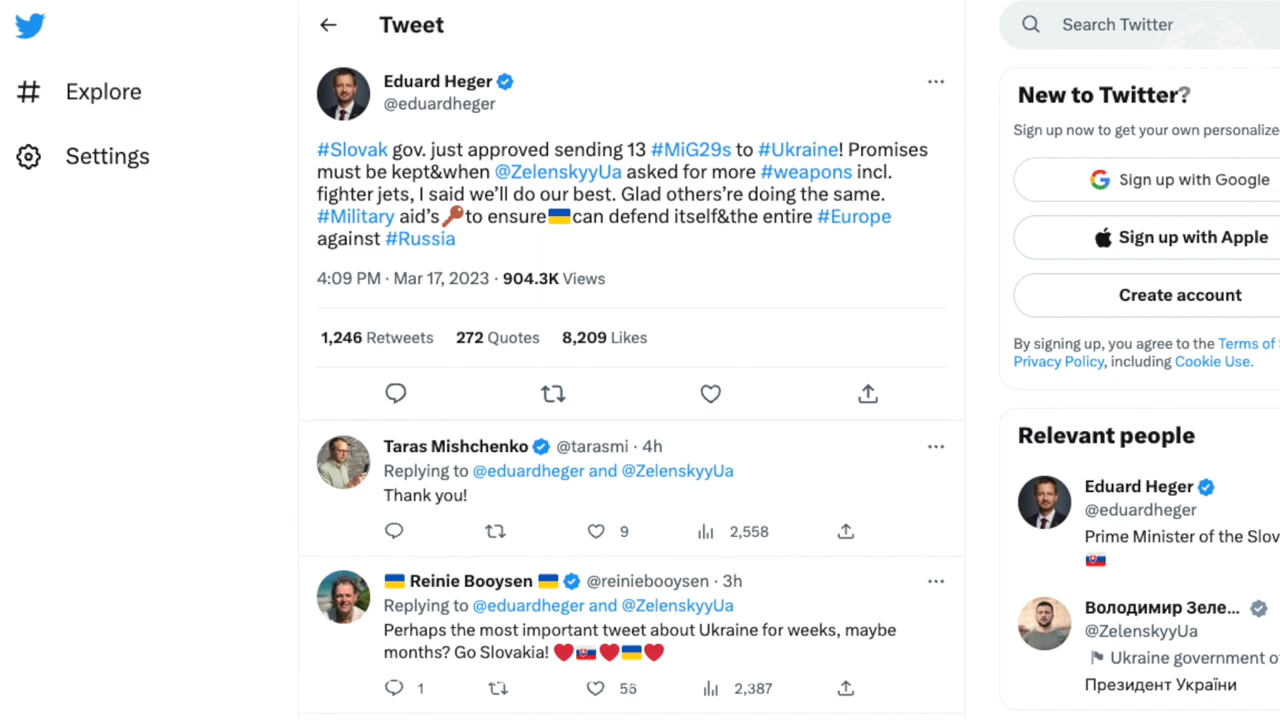 Tweet
Search Twitter
Explore
Settings
Eduard Heger
@eduardheger
#Slovak gov. just approved sending 13 #MiG29s to #Ukraine! Promises
must be kept&when @ZelenskyyUa asked for more #weapons incl.
fighter jets, I said we'll do our best. Glad others're doing the same.
#Military aid's🔑to ensure🇺🇦can defend itself&the entire #Europe
against #Russia
4:09 PM · Mar 17, 2023 · 904.3K Views
1,246 Retweets 272 Quotes 8,209 Likes
Taras Mishchenko @tarasmi · 4h
Replying to @eduardheger and @ZelenskyyUa
Thank you!
9 2,558
🇺🇦 Reinie Booysen 🇺🇦 @reiniebooysen · 3h
Replying to @eduardheger and @ZelenskyyUa
Perhaps the most important tweet about Ukraine for weeks, maybe
months? Go Slovakia! ❤️🇸🇰❤️🇺🇦❤️
1 56 2,387
New to Twitter?
Sign up now to get your own personalize
Sign up with Google
Sign up with Apple
Create account
By signing up, you agree to the Terms of
Privacy Policy, including Cookie Use.
Relevant people
Eduard Heger
@eduardheger
Prime Minister of the Slov
🇸🇰
Володимир Зеле...
@ZelenskyyUa
Ukraine government o
Президент України